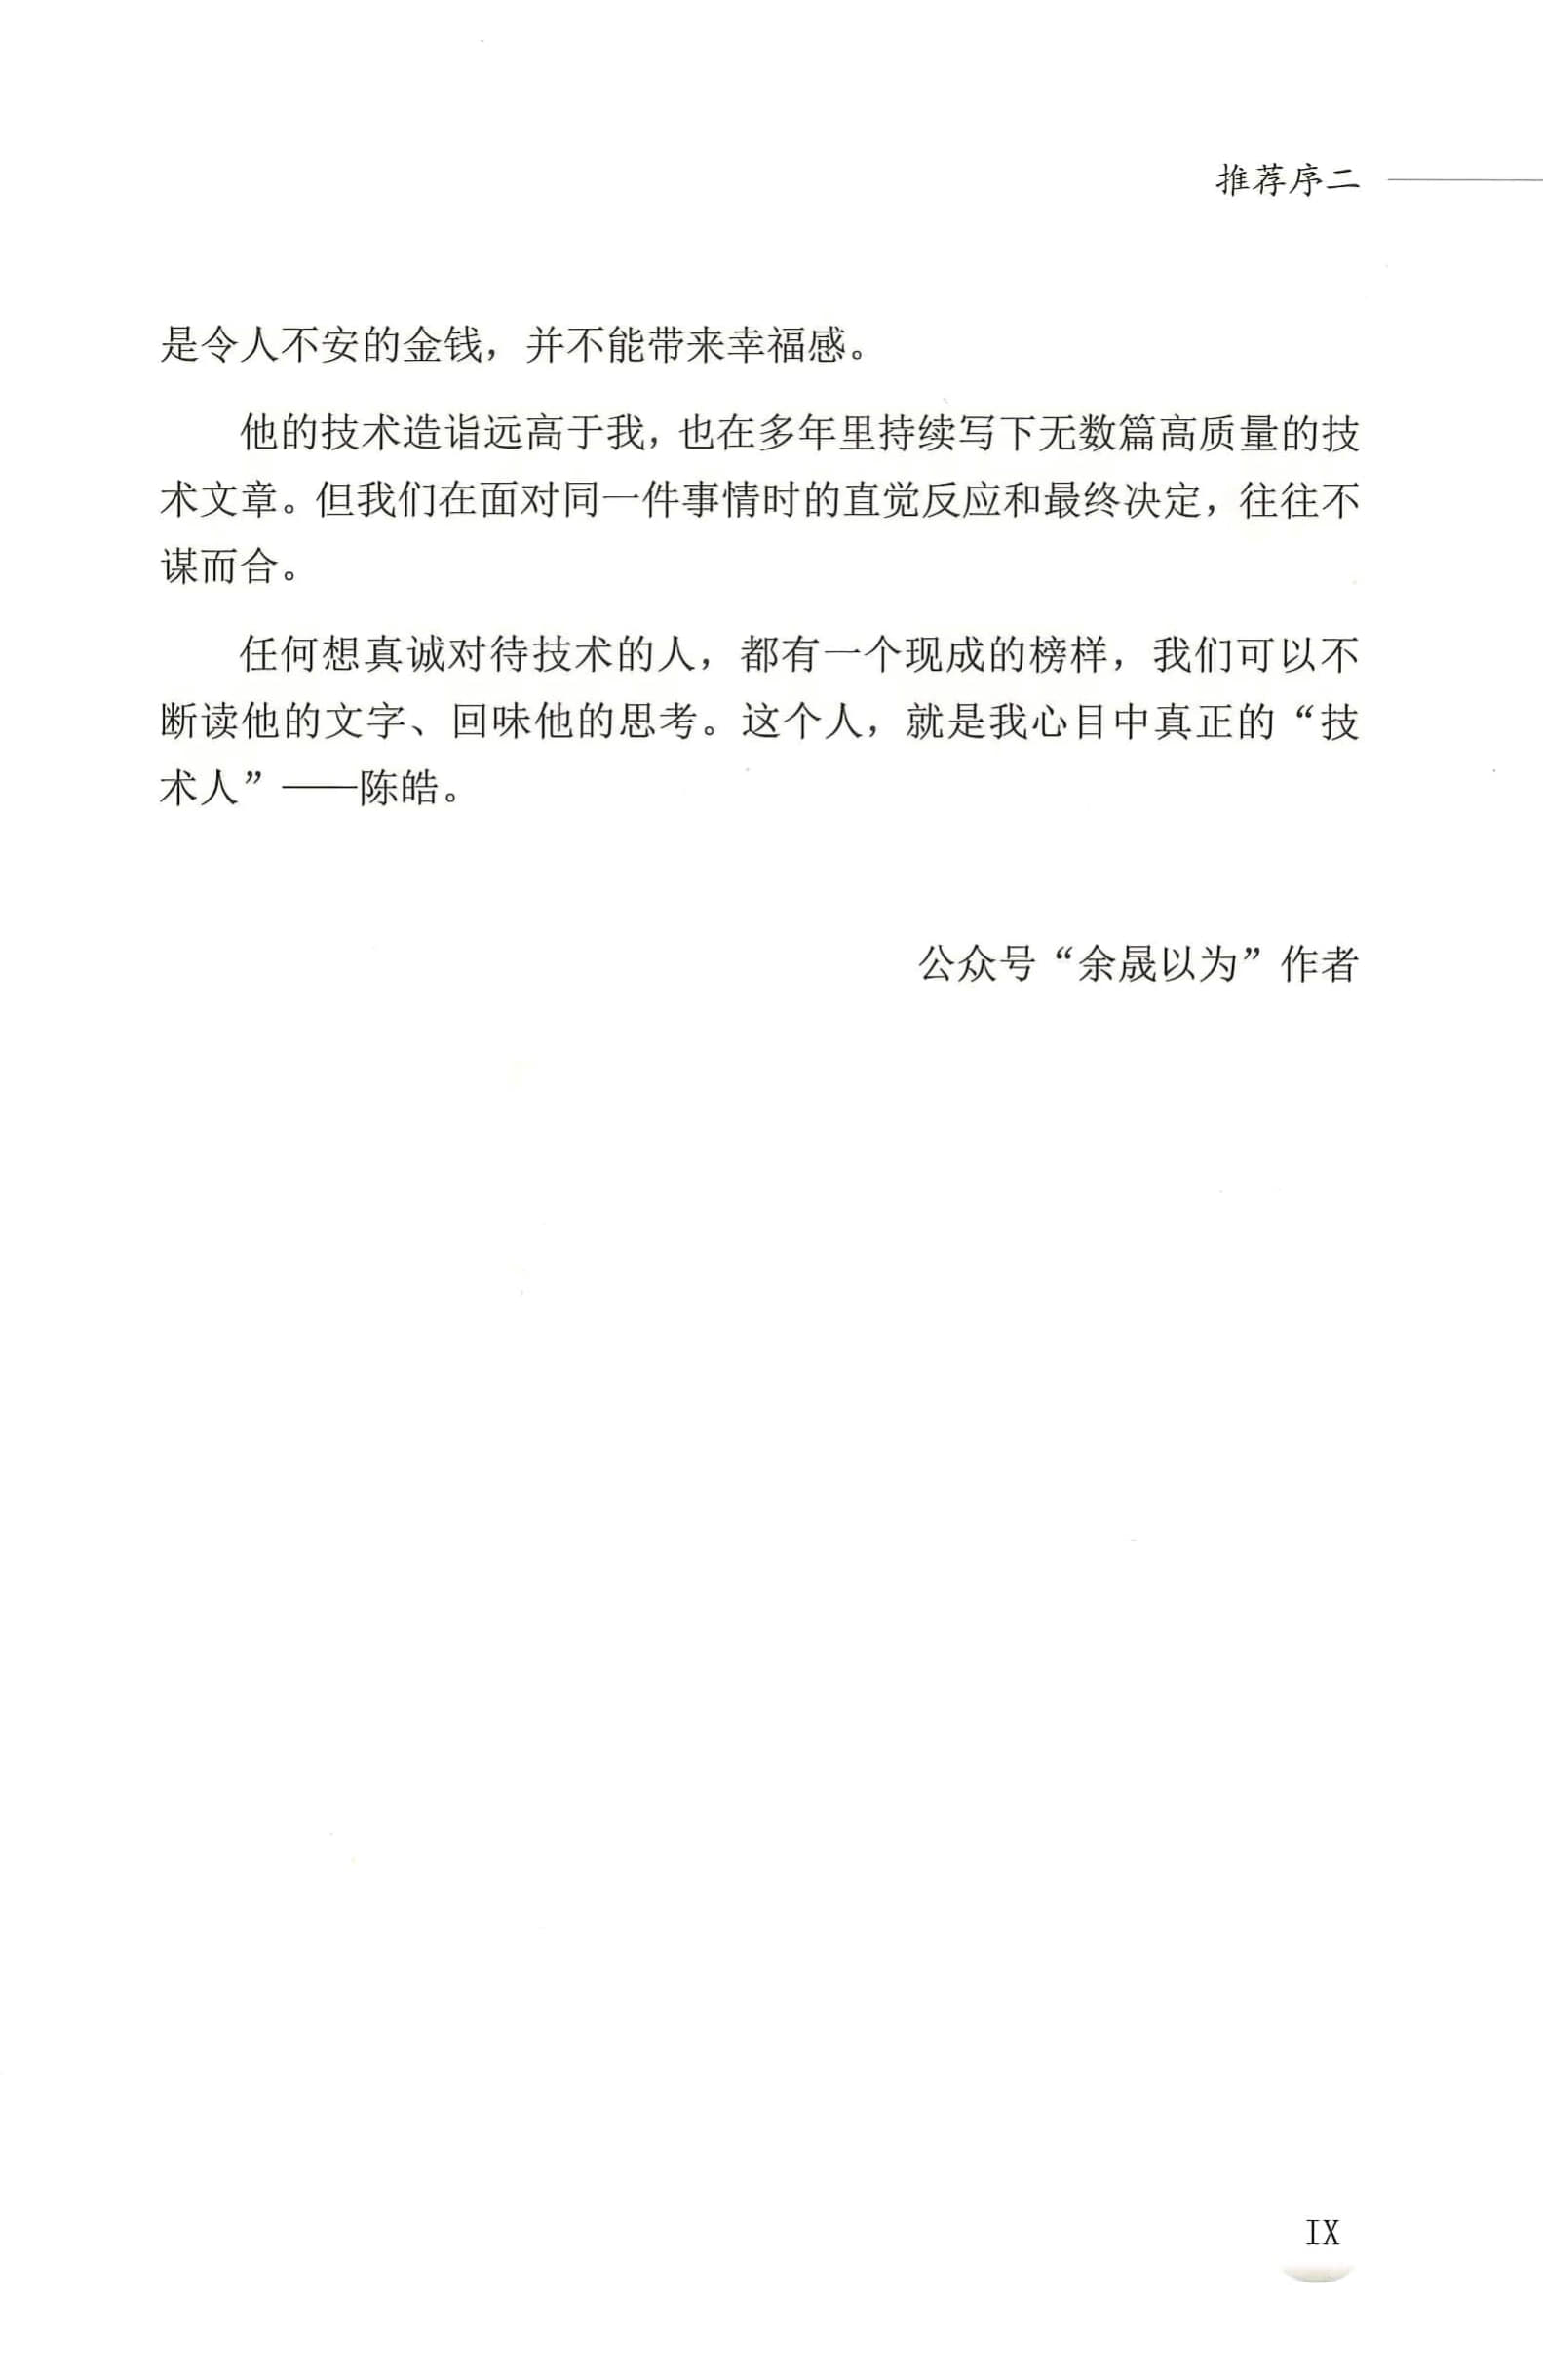 推荐序二
是令人不安的金钱，并不能带来幸福感。
他的技术造诣远高于我，也在多年里持续写下无数篇高质量的技
术文章。但我们在面对同一件事情时的直觉反应和最终决定，往往不
谋而合。
任何想真诚对待技术的人，都有一个现成的榜样，我们可以不
断读他的文字、回味他的思考。这个人，就是我心目中真正的“技
术人”——陈皓。
公众号“余晟以为”作者
IX